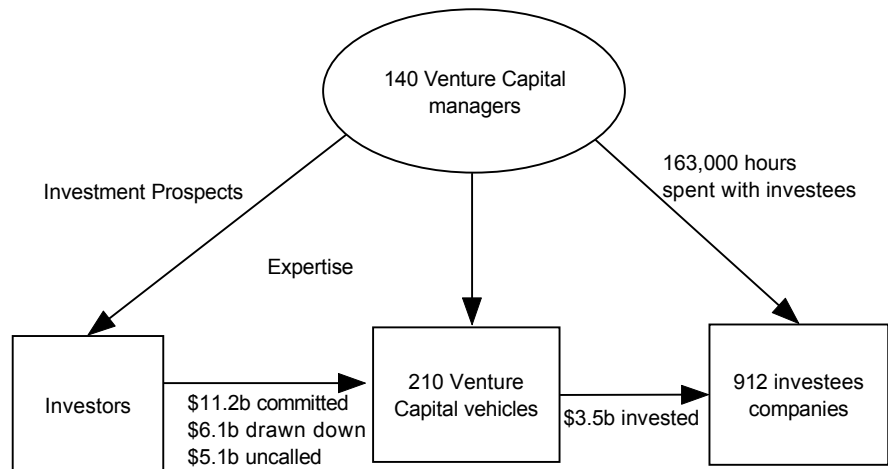 140 Venture Capital
managers
163,000 hours
spent with investees
Investment Prospects
Expertise
Investors
$11.2b committed
$6.1b drawn down
$5.1b uncalled
210 Venture
Capital vehicles
$3.5b invested
912 investees
companies